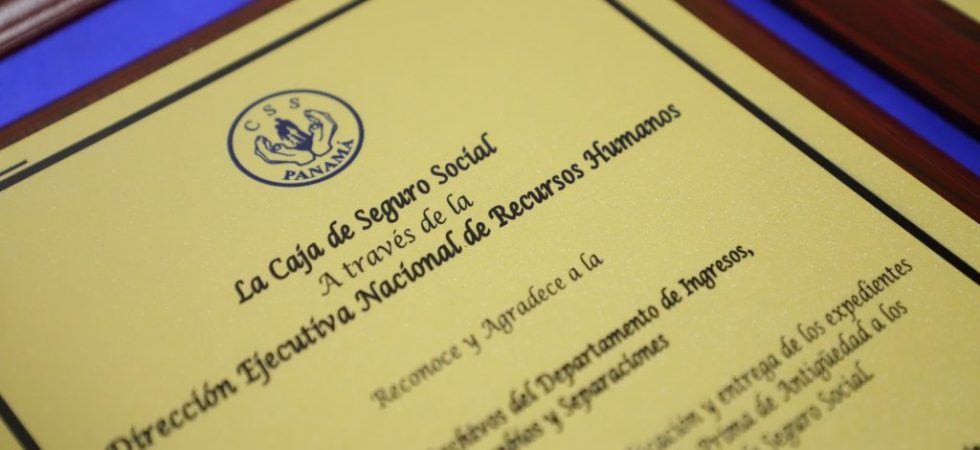 CSS
PANAMÁ
La Caja de Seguro Social
A través de la
Dirección Ejecutiva Nacional de Recursos Humanos
Reconoce y Agradece a la
del Departamento de Ingresos,
y Separaciones
y entrega de los expedientes
Prima de Antigüedad a los
Seguro Social.